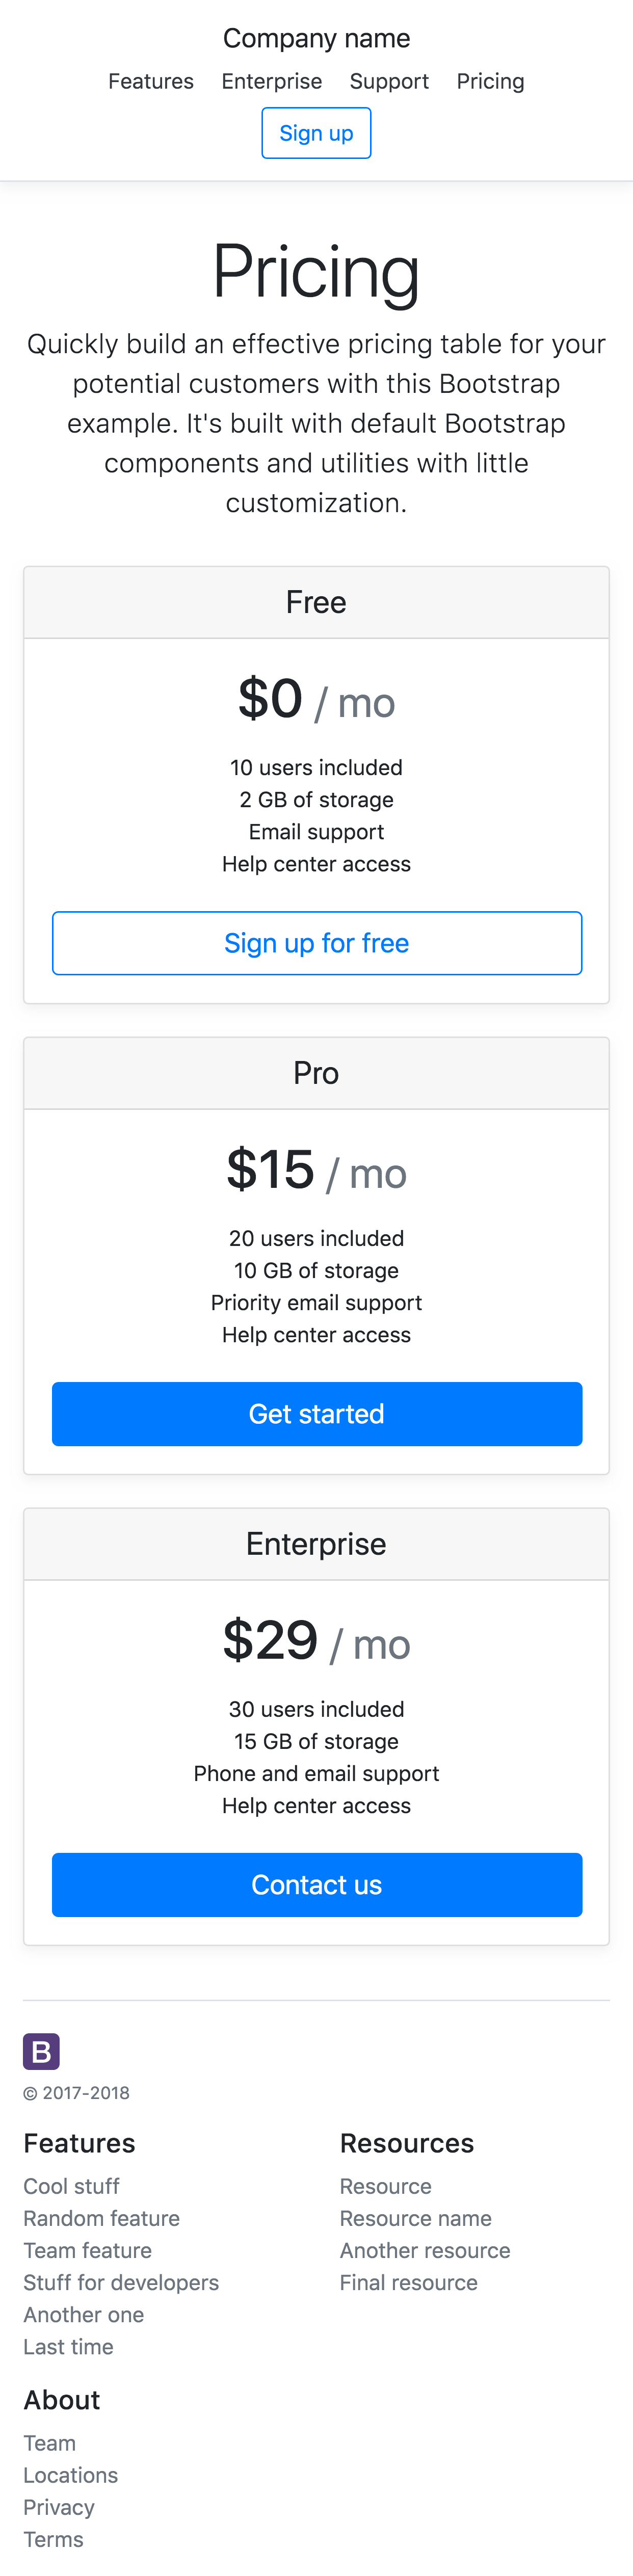 Company name
Features Enterprise Support Pricing
Sign up
Pricing
Quickly build an effective pricing table for your
potential customers with this Bootstrap
example. It's built with default Bootstrap
components and utilities with little
customization.
Free
$0 / mo
10 users included
2 GB of storage
Email support
Help center access
Sign up for free
Pro
$15 / mo
20 users included
10 GB of storage
Priority email support
Help center access
Get started
Enterprise
$29 / mo
30 users included
15 GB of storage
Phone and email support
Help center access
Contact us
B
© 2017-2018
Features
Cool stuff
Random feature
Team feature
Stuff for developers
Another one
Last time
Resources
Resource
Resource name
Another resource
Final resource
About
Team
Locations
Privacy
Terms